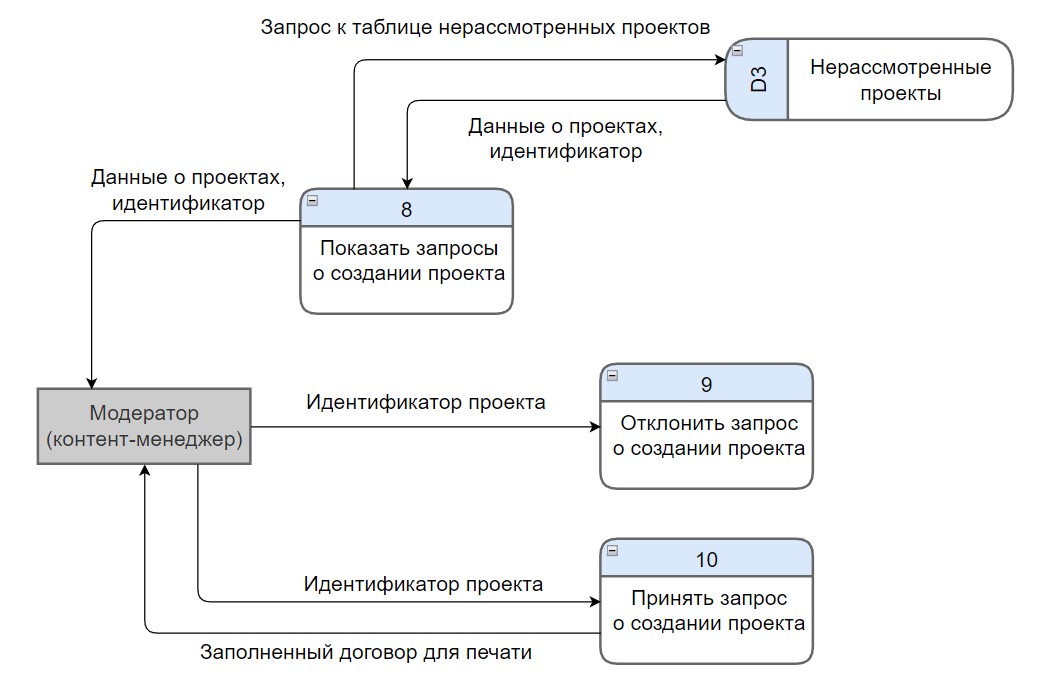 Запрос к таблице нерассмотренных проектов
D3
Нерассмотренные
проекты
Данные о проектах,
идентификатор
Данные о проектах,
идентификатор
8
Показать запросы
о создании проекта
Модератор
(контент-менеджер)
Идентификатор проекта
9
Отклонить запрос
о создании проекта
10
Принять запрос
о создании проекта
Идентификатор проекта
Заполненный договор для печати